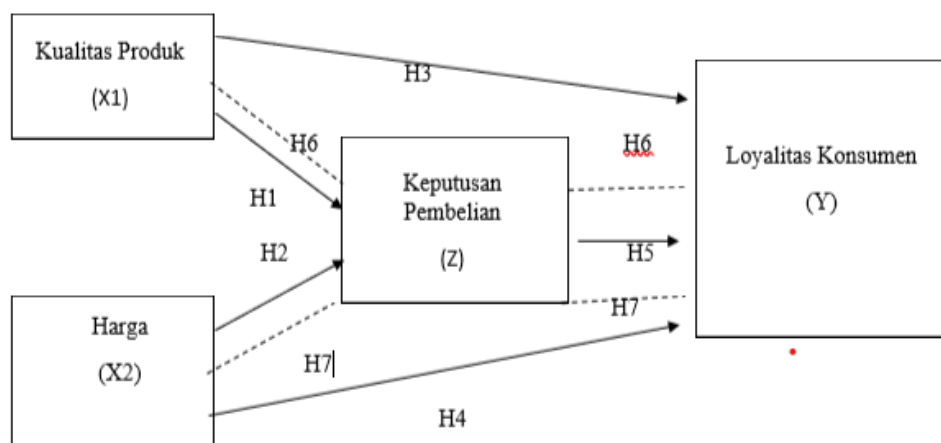 Kualitas Produk
(X1)
H3
H6
H1
H2
Keputusan
Pembelian
(Z)
H6
H5
H7
Loyalitas Konsumen
(Y)
Harga
(X2)
H7
H4